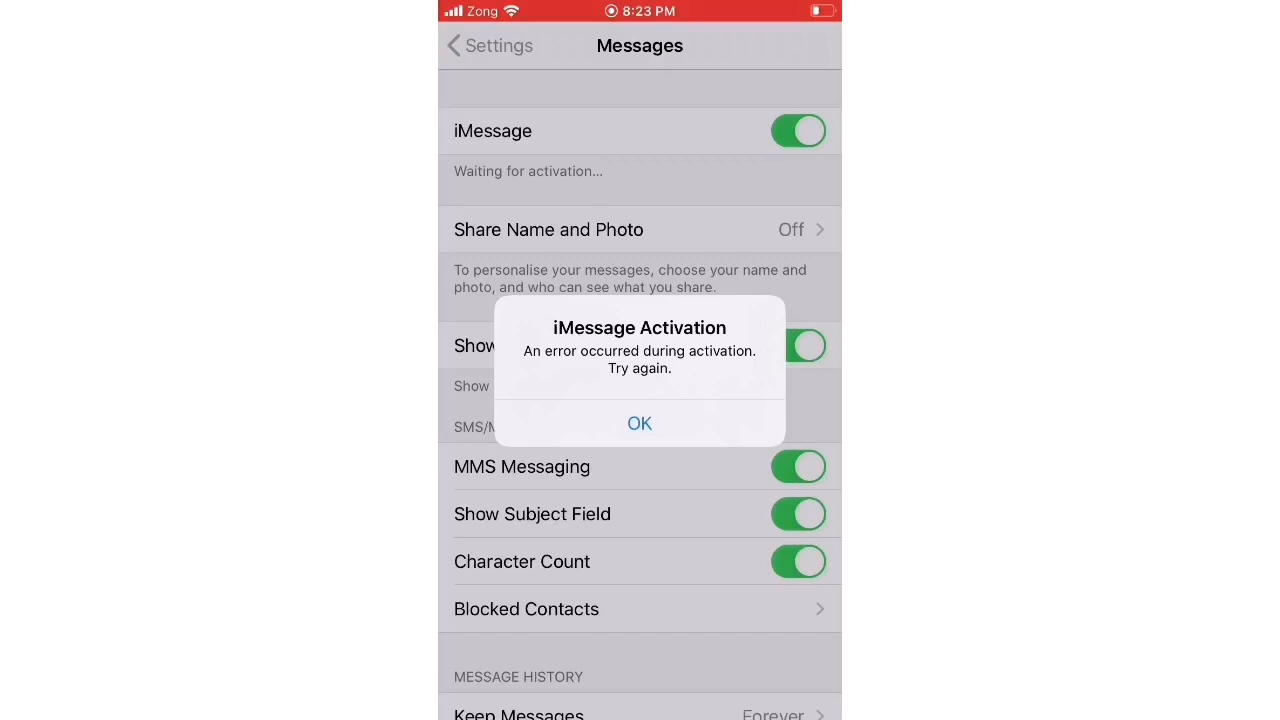 Zong 8:23 PM
Settings Messages
iMessage
Waiting for activation...
Share Name and Photo Off
To personalise your messages, choose your name and
photo, and who can see what you share.
iMessage Activation
Show
An error occurred during activation.
Try again.
Show
OK
SMS/M
MMS Messaging
Show Subject Field
Character Count
Blocked Contacts
MESSAGE HISTORY
Keep Messages Forever